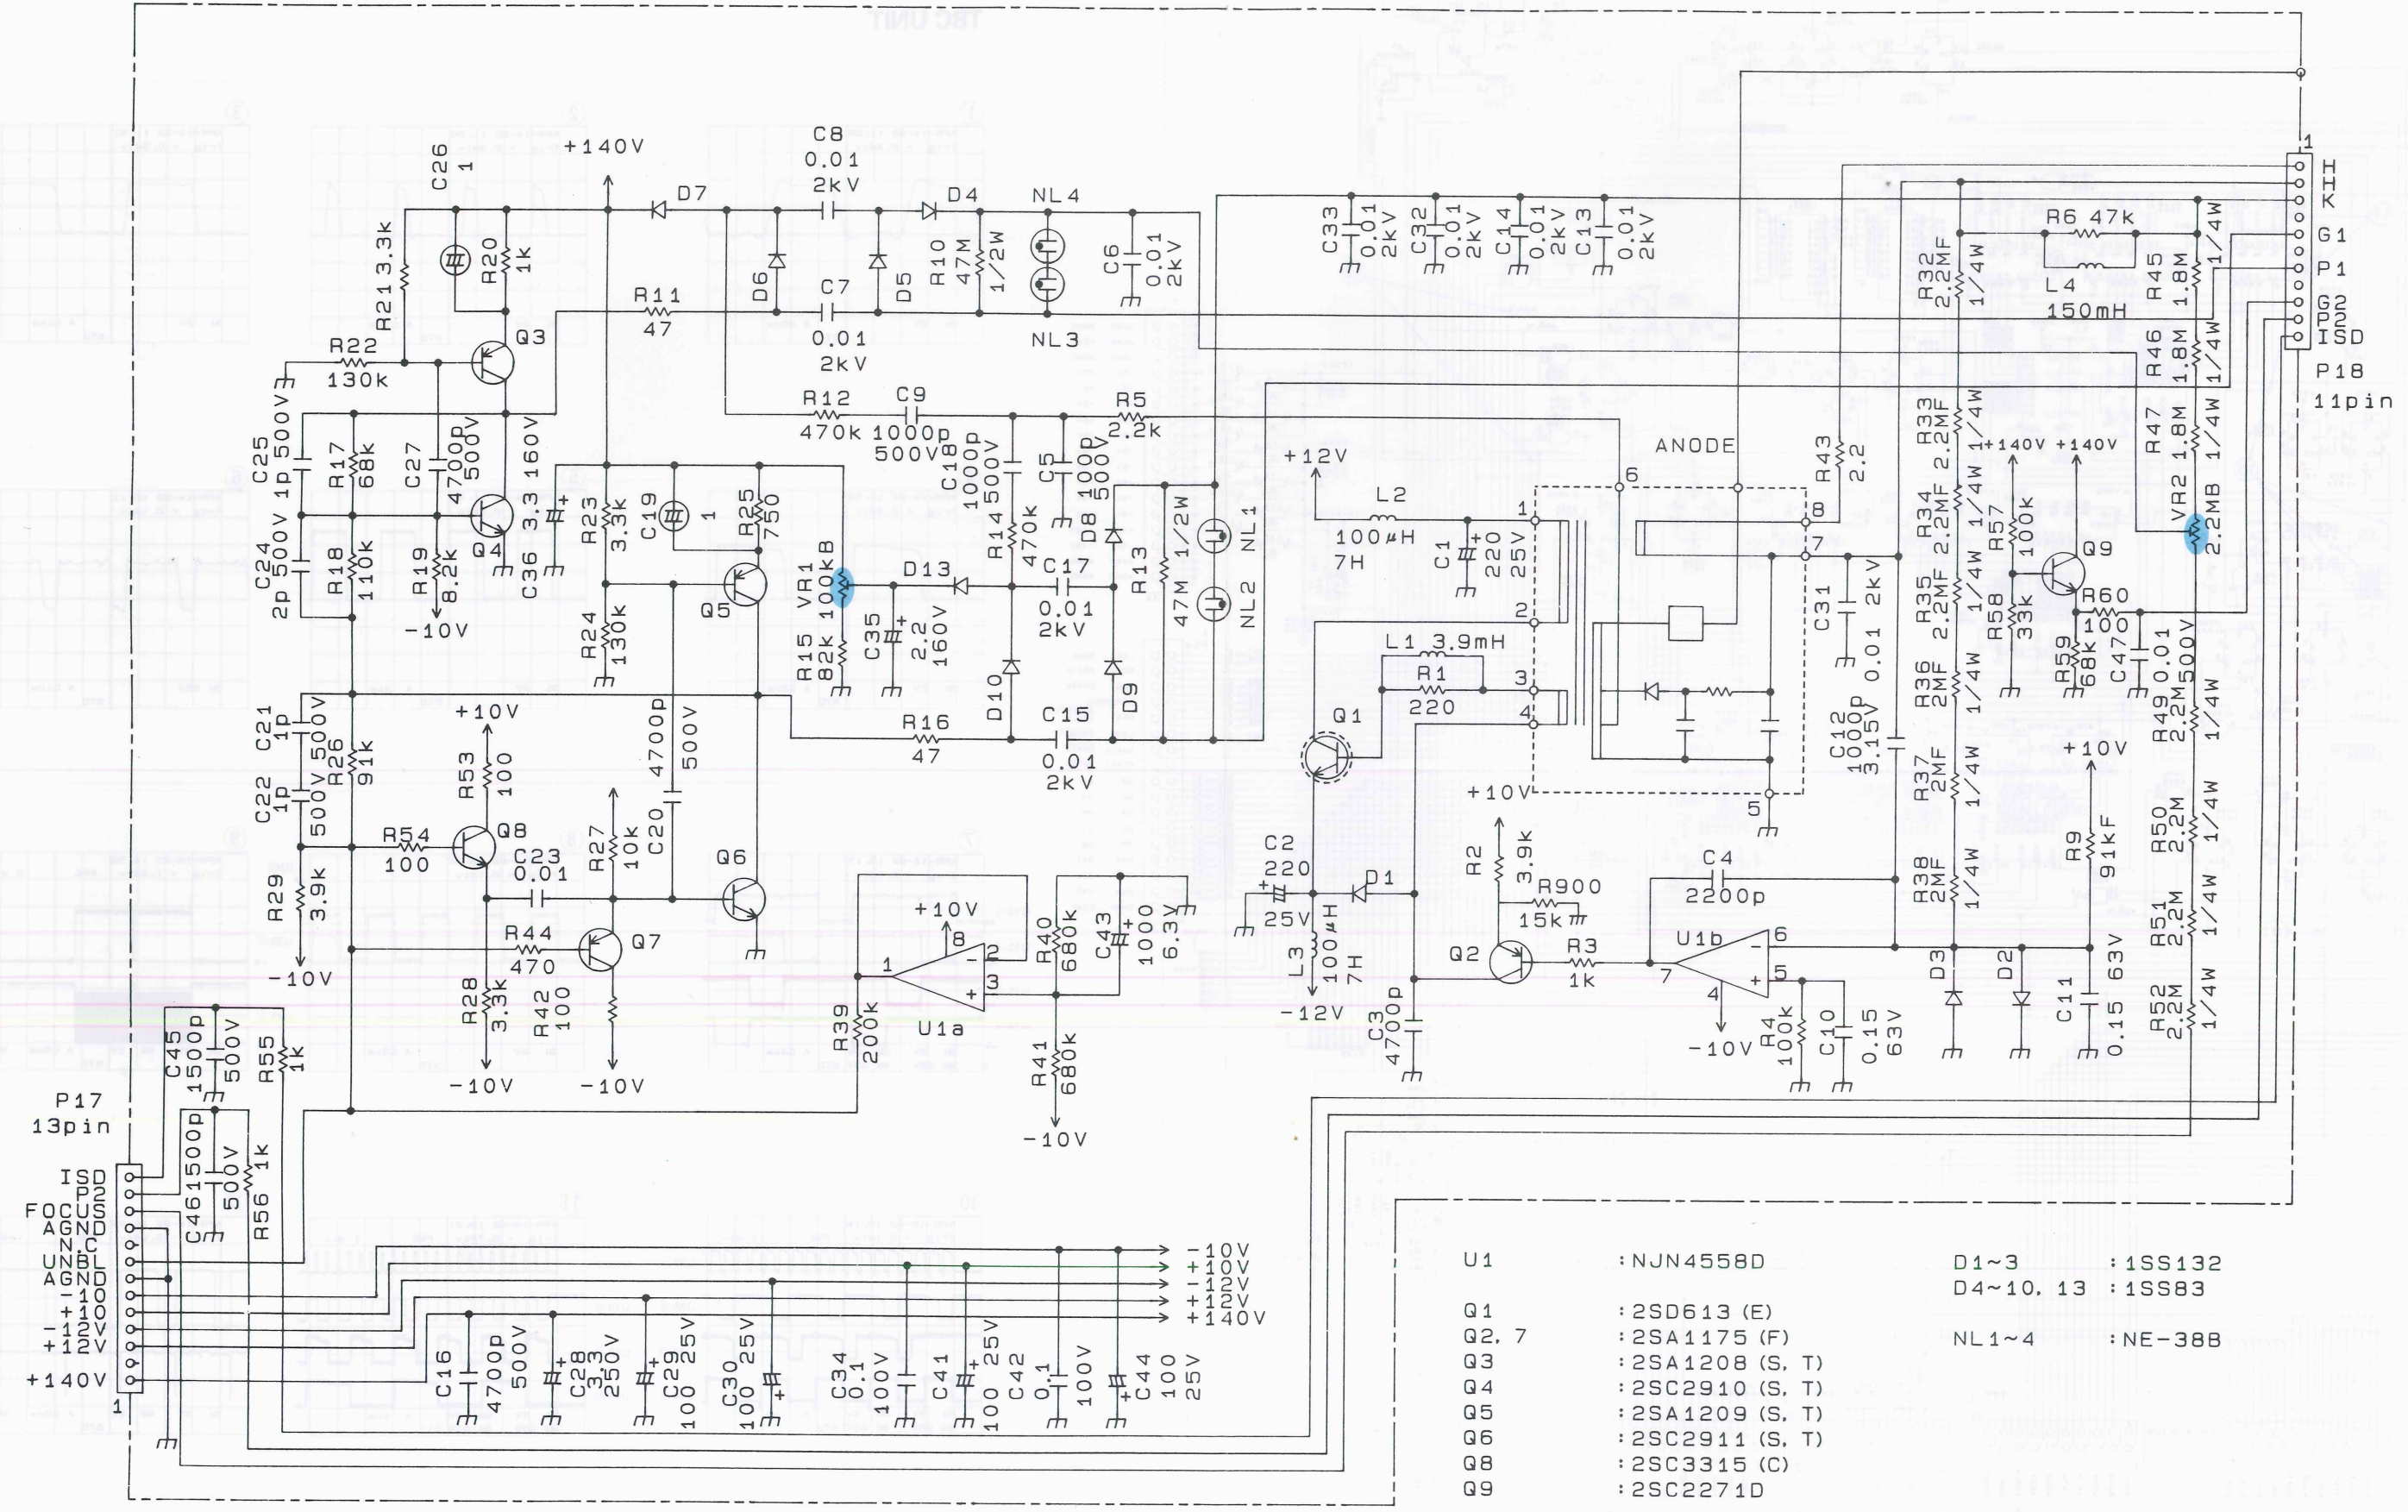 +140V
C8
0.01
2kV
C26
1
D7
D4
NL4
R21 3.3k
R20
1k
D6
D5
C7
0.01
2kV
R10
47M
1/2W
NL3
C6
0.01
2kV
R11
47
Q3
R22
130k
C33
0.01
2kV
C32
0.01
2kV
C14
0.01
2kV
C13
0.01
2kV
R32
2.2MF
1/4W
R6 47k
L4
150mH
R45
1.8M
1/4W
R46
1.8M
1/4W
R47
1.8M
1/4W
VR2
2.2MB
1
H
H
K
G1
P1
G2
P2
ISD
P18
11pin
C25
1p 500V
R17
68k
C27
4700p
500V
Q4
C24
2p 500V
R18
110k
R19
8.2k
-10V
C36 3.3 160V
R23
3.3k
C19
1
R25
750
Q5
R24
130k
R12
470k
C9
1000p
500V
R5
2.2k
C18
1000p
500V
C5
100p
500V
R14
470k
D8
VR1
100kB
D13
C17
0.01
2kV
R13
47M 1/2W
NL1
NL2
R15
82k
C35
2.2
160V
D10
D9
C15
0.01
2kV
R16
47
+12V
L2
100μH
7H
C1
220
25V
ANODE
1
2
3
4
5
6
7
8
L1 3.9mH
R1
220
Q1
R43
2.2
C31
0.01 2kV
C12
1000p
3.15V
R33
2.2MF
1/4W
R34
2.2MF
1/4W
R35
2.2MF
1/4W
R36
2MF
1/4W
R37
2MF
1/4W
R38
2MF
1/4W
+140V +140V
R57
100k
Q9
R58
33k
R60
100
R59
68k
C47
0.01
500V
R49
2.2M
1/4W
R50
2.2M
1/4W
R51
2.2M
1/4W
R52
2.2M
1/4W
+10V
R9
91kF
C21
1p
500V
R26
91k
C22
1p
500V
+10V
R53
100
R54
100
Q8
C23
0.01
R27
10k
C20
4700p
500V
Q6
R29
3.9k
-10V
R44
470
Q7
R28
3.3k
-10V
R42
100
-10V
+10V
8
2
-
3
+
1
U1a
R39
200k
R40
680k
C43
1000
6.3V
R41
680k
-10V
C2
220
25V
D1
L3
100μH
7H
-12V
+10V
R2
3.9k
R900
15k
Q2
R3
1k
C3
4700p
C4
2200p
U1b
6
-
5
+
7
4
-10V
R4
100k
C10
0.15
63V
D3
D2
C11
0.15 63V
C45
1500p
500V
R55
1k
C46
1500p
500V
R56
1k
P17
13pin
ISD
P2
FOCUS
AGND
N.C
UNBL
AGND
-10
+10
-12V
+12V
+140V
1
-10V
+10V
-12V
+12V
+140V
C16
4700p
500V
C28
3.3
250V
C29
100 25V
C30
100 25V
C34
0.1
100V
C41
100 25V
C42
0.1
100V
C44
100
25V
U1 :NJN4558D
Q1 :2SD613(E)
Q2, 7 :2SA1175(F)
Q3 :2SA1208(S, T)
Q4 :2SC2910(S, T)
Q5 :2SA1209(S, T)
Q6 :2SC2911(S, T)
Q8 :2SC3315(C)
Q9 :2SC2271D
D1~3 :1SS132
D4~10, 13 :1SS83
NL1~4 :NE-38B
TBC UNIT